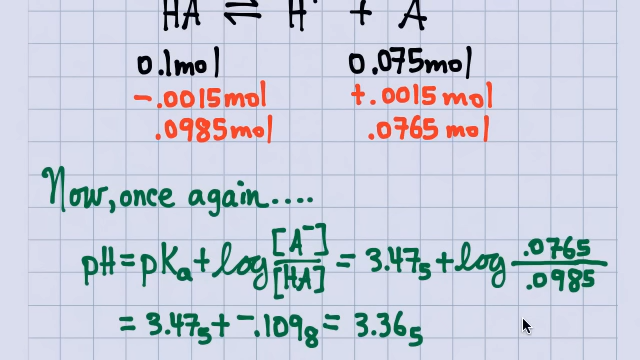 HA ⇌ H⁺ + A
0.1mol 0.075mol
-.0015mol +.0015mol
.0985mol .0765mol
Now, once again....
pH = pKₐ + log [A⁻]/[HA] = 3.47₅ + log .0765/.0985
= 3.47₅ + -.109₈ = 3.36₅